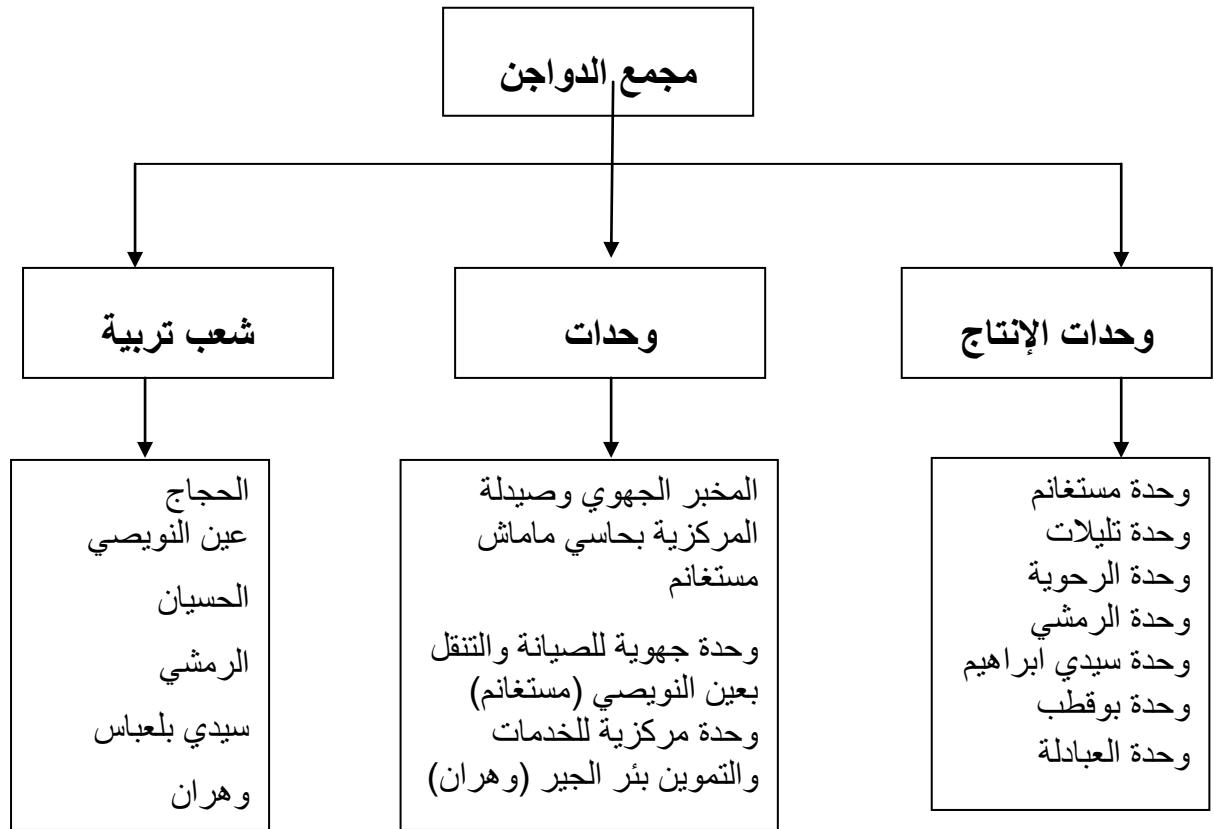 مجمع الدواجن
وحدات الإنتاج
وحدات
شعب تربية
وحدة مستغانم
وحدة تليلات
وحدة الرحوية
وحدة الرمشي
وحدة سيدي ابراهيم
وحدة بوقطب
وحدة العبادلة
المخبر الجهوي وصيدلة
المركزية بحاسي ماماش
مستغانم
وحدة جهوية للصيانة والتنقل
بعين النويصي (مستغانم)
وحدة مركزية للخدمات
والتموين بئر الجير (وهران)
الحجاج
عين النويصي
الحسيان
الرمشي
سيدي بلعباس
وهران